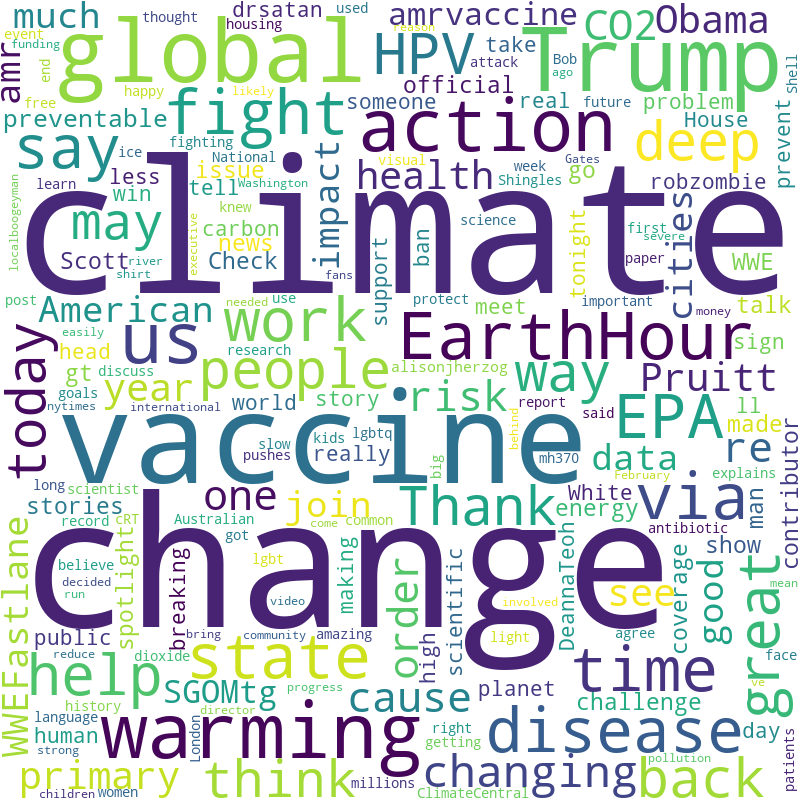 event
thought
drsatan
housing
used
much
funding
amrvaccine
CO2
Obama
reason
global
HPV
take
Bob
attack
ago
Trump
Shell
amr
end
free
happy
likely
official
future
someone
real
problem
preventable
fight
action
House
prevent
say
fighting
ice
National
visual
week
Gates
deep
learn
less
issue
health
Shingles
go
robzombie
win
tell
Washington
impact
climate
knew
science
cities
first
severe
localboogeyman
may
carbon
executive
news
support
ban
tonight
paper
Scott
river
shirt
Check
fans
WWE
post
American
needed
use
protect
meet
important
talk
money
easily
us
work
EarthHour
sign
today
head
research
gt
discuss
people
alisonjherzog
way
Pruitt
goals
year
story
risk
EPA
nytimes
international
world
report
said
ll
made
vaccine
behind
contributor
slow
kids
lgbtq
pushes
really
big
mh370
data
re
long
scientist
one
join
Thank
February
explains
stories
White
energy
via
man
record
cRT
spotlight
Australian
come
common
antibiotic
change
got
making
believe
breaking
lgbt
scientific
DeannaTeoh
coverage
show
decided
run
video
involved
see
good
great
mean
WWEFastlane
reduce
bring
order
public
community
amazing
high
light
agree
face
dioxide
state
help
time
ve
history
SGOMtg
progress
cause
planet
challenge
language
London
director
right
human
warming
disease
day
strong
getting
pollution
patients
primary
think
millions
changing
back
children
women
ClimateCentral